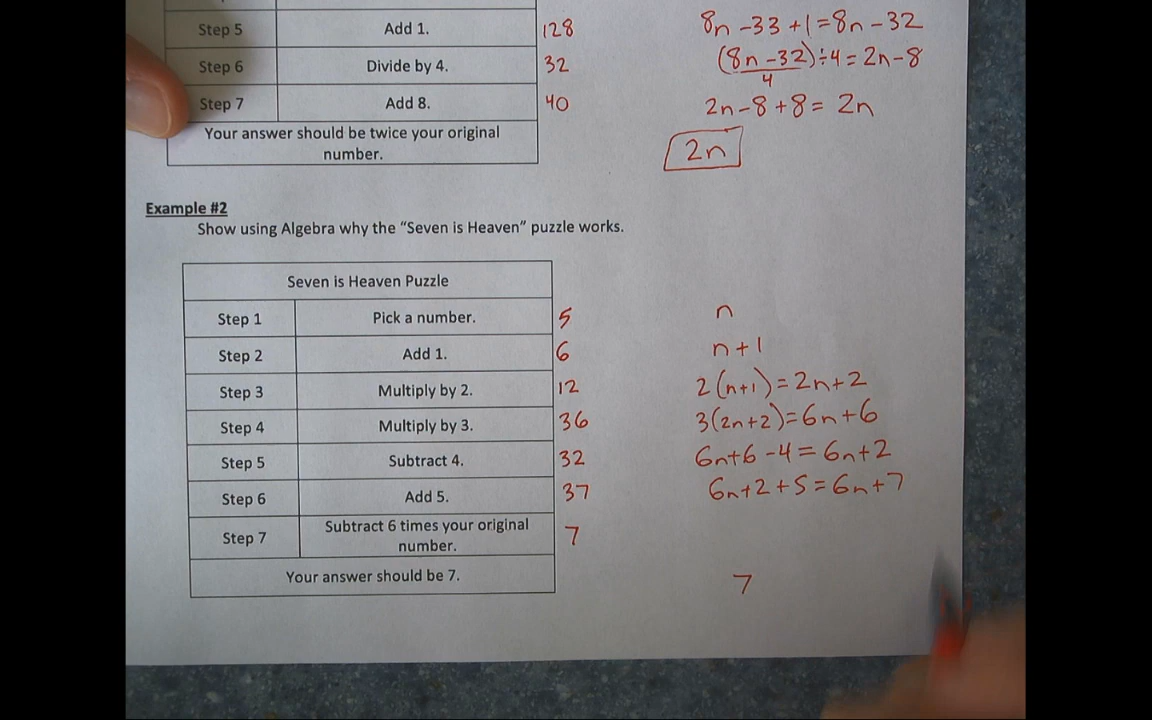 Step 5 Add 1. 128 8n -33 +1 = 8n - 32
Step 6 Divide by 4. 32 (8n -32) ÷ 4 = 2n - 8
4
Step 7 Add 8. 40 2n - 8 + 8 = 2n
Your answer should be twice your original
number.
2n
Example #2
Show using Algebra why the “Seven is Heaven” puzzle works.
Seven is Heaven Puzzle
Step 1 Pick a number. 5 n
Step 2 Add 1. 6 n + 1
Step 3 Multiply by 2. 12 2(n+1) = 2n+2
Step 4 Multiply by 3. 36 3(2n+2) = 6n+6
Step 5 Subtract 4. 32 6n+6 -4 = 6n+2
Step 6 Add 5. 37 6n+2 + 5 = 6n+7
Step 7 Subtract 6 times your original
number. 7
Your answer should be 7. 7